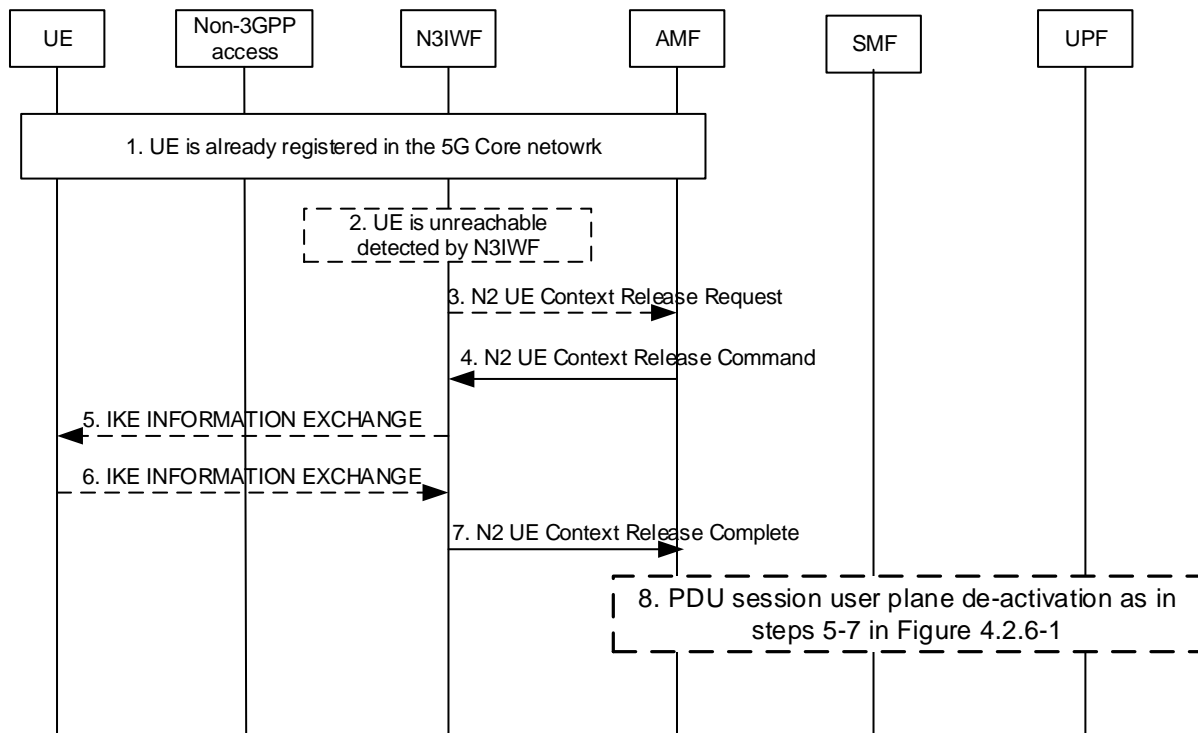 UE
Non-3GPP
access
N3IWF
AMF
SMF
UPF
1. UE is already registered in the 5G Core netowrk
2. UE is unreachable
detected by N3IWF
3. N2 UE Context Release Request
4. N2 UE Context Release Command
5. IKE INFORMATION EXCHANGE
6. IKE INFORMATION EXCHANGE
7. N2 UE Context Release Complete
8. PDU session user plane de-activation as in
steps 5-7 in Figure 4.2.6-1